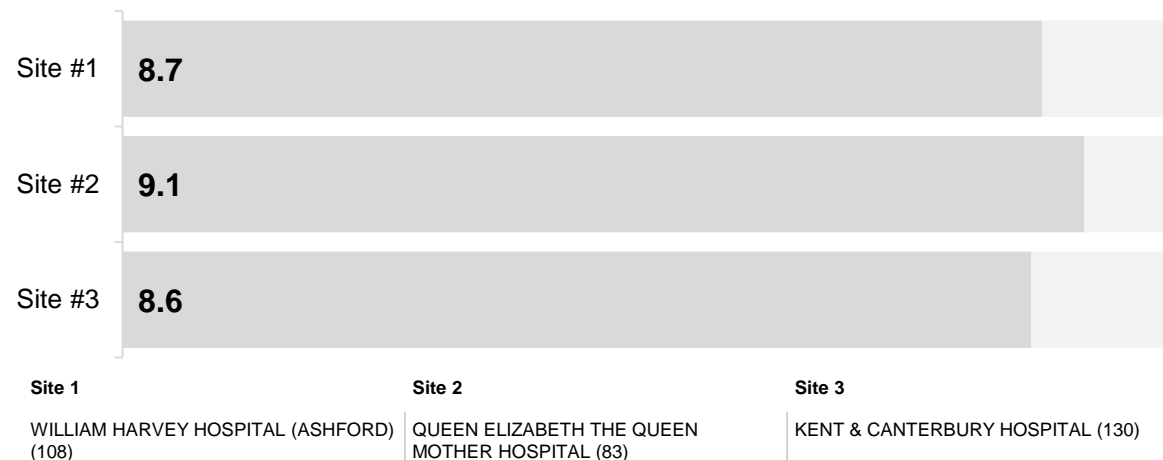 Site #1
8.7
Site #2
9.1
Site #3
8.6
Site 1
WILLIAM HARVEY HOSPITAL (ASHFORD)
(108)
Site 2
QUEEN ELIZABETH THE QUEEN
MOTHER HOSPITAL (83)
Site 3
KENT & CANTERBURY HOSPITAL (130)